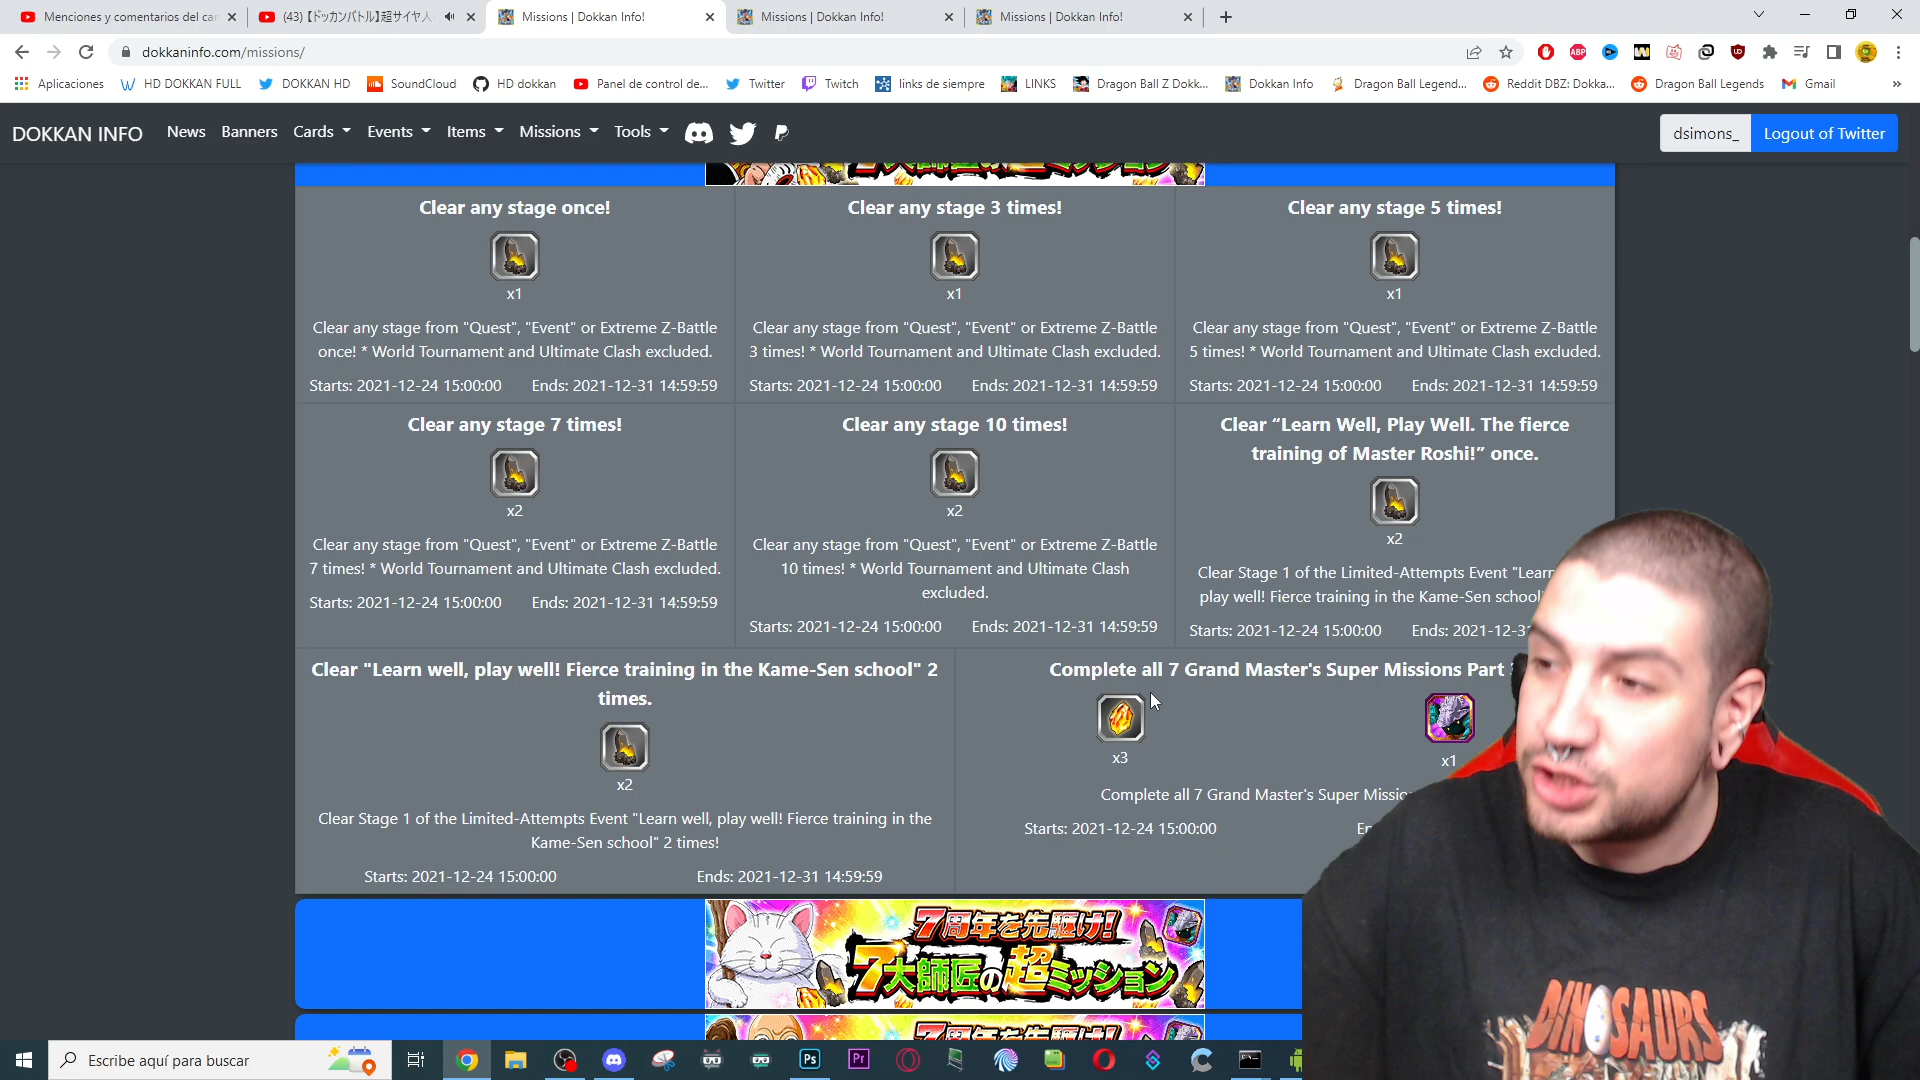 Menciones y comentarios del car
(43)【ドッカンバトル】超サイヤ人
Missions | Dokkan Info!
Missions | Dokkan Info!
Missions | Dokkan Info!
dokkaninfo.com/missions/
Aplicaciones
HD DOKKAN FULL
DOKKAN HD
SoundCloud
HD dokkan
Panel de control de...
Twitter
Twitch
links de siempre
LINKS
Dragon Ball Z Dokk...
Dokkan Info
Dragon Ball Legend...
Reddit DBZ: Dokka...
Dragon Ball Legends
Gmail
DOKKAN INFO
News
Banners
Cards
Events
Items
Missions
Tools
dsimons_
Logout of Twitter
Clear any stage once!
x1
Clear any stage from "Quest", "Event" or Extreme Z-Battle
once! * World Tournament and Ultimate Clash excluded.
Starts: 2021-12-24 15:00:00 Ends: 2021-12-31 14:59:59
Clear any stage 3 times!
x1
Clear any stage from "Quest", "Event" or Extreme Z-Battle
3 times! * World Tournament and Ultimate Clash excluded.
Starts: 2021-12-24 15:00:00 Ends: 2021-12-31 14:59:59
Clear any stage 5 times!
x1
Clear any stage from "Quest", "Event" or Extreme Z-Battle
5 times! * World Tournament and Ultimate Clash excluded.
Starts: 2021-12-24 15:00:00 Ends: 2021-12-31 14:59:59
Clear any stage 7 times!
x2
Clear any stage from "Quest", "Event" or Extreme Z-Battle
7 times! * World Tournament and Ultimate Clash excluded.
Starts: 2021-12-24 15:00:00 Ends: 2021-12-31 14:59:59
Clear any stage 10 times!
x2
Clear any stage from "Quest", "Event" or Extreme Z-Battle
10 times! * World Tournament and Ultimate Clash
excluded.
Starts: 2021-12-24 15:00:00 Ends: 2021-12-31 14:59:59
Clear “Learn Well, Play Well. The fierce
training of Master Roshi!” once.
x2
Clear Stage 1 of the Limited-Attempts Event "Learn
play well! Fierce training in the Kame-Sen school"
Starts: 2021-12-24 15:00:00 Ends: 2021-12-31
Clear "Learn well, play well! Fierce training in the Kame-Sen school" 2
times.
x2
Clear Stage 1 of the Limited-Attempts Event "Learn well, play well! Fierce training in the
Kame-Sen school" 2 times!
Starts: 2021-12-24 15:00:00 Ends: 2021-12-31 14:59:59
Complete all 7 Grand Master's Super Missions Part
x3
x1
Complete all 7 Grand Master's Super Missio
Starts: 2021-12-24 15:00:00
7周年を先駆け!
7大師匠の超ミッション
7周年を先駆け!
DINOSAURS
Escribe aquí para buscar
Ps
Pr